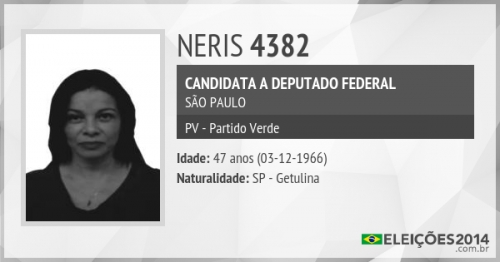 NERIS 4382
CANDIDATA A DEPUTADO FEDERAL
SÃO PAULO
PV - Partido Verde
Idade: 47 anos (03-12-1966)
Naturalidade: SP - Getulina
ELEIÇÕES2014
.com.br